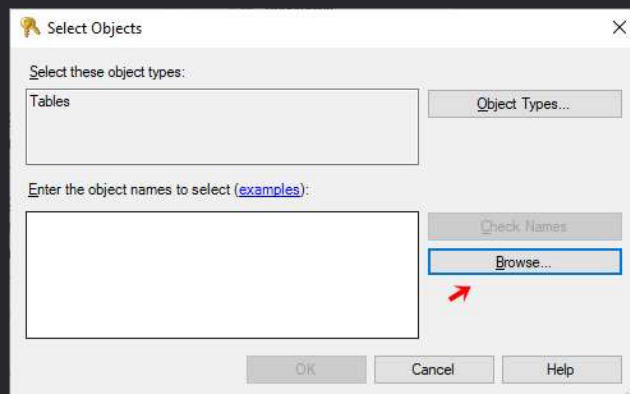 Select Objects
Select these object types:
Tables
Object Types...
Enter the object names to select (examples):
Check Names
Browse...
OK
Cancel
Help